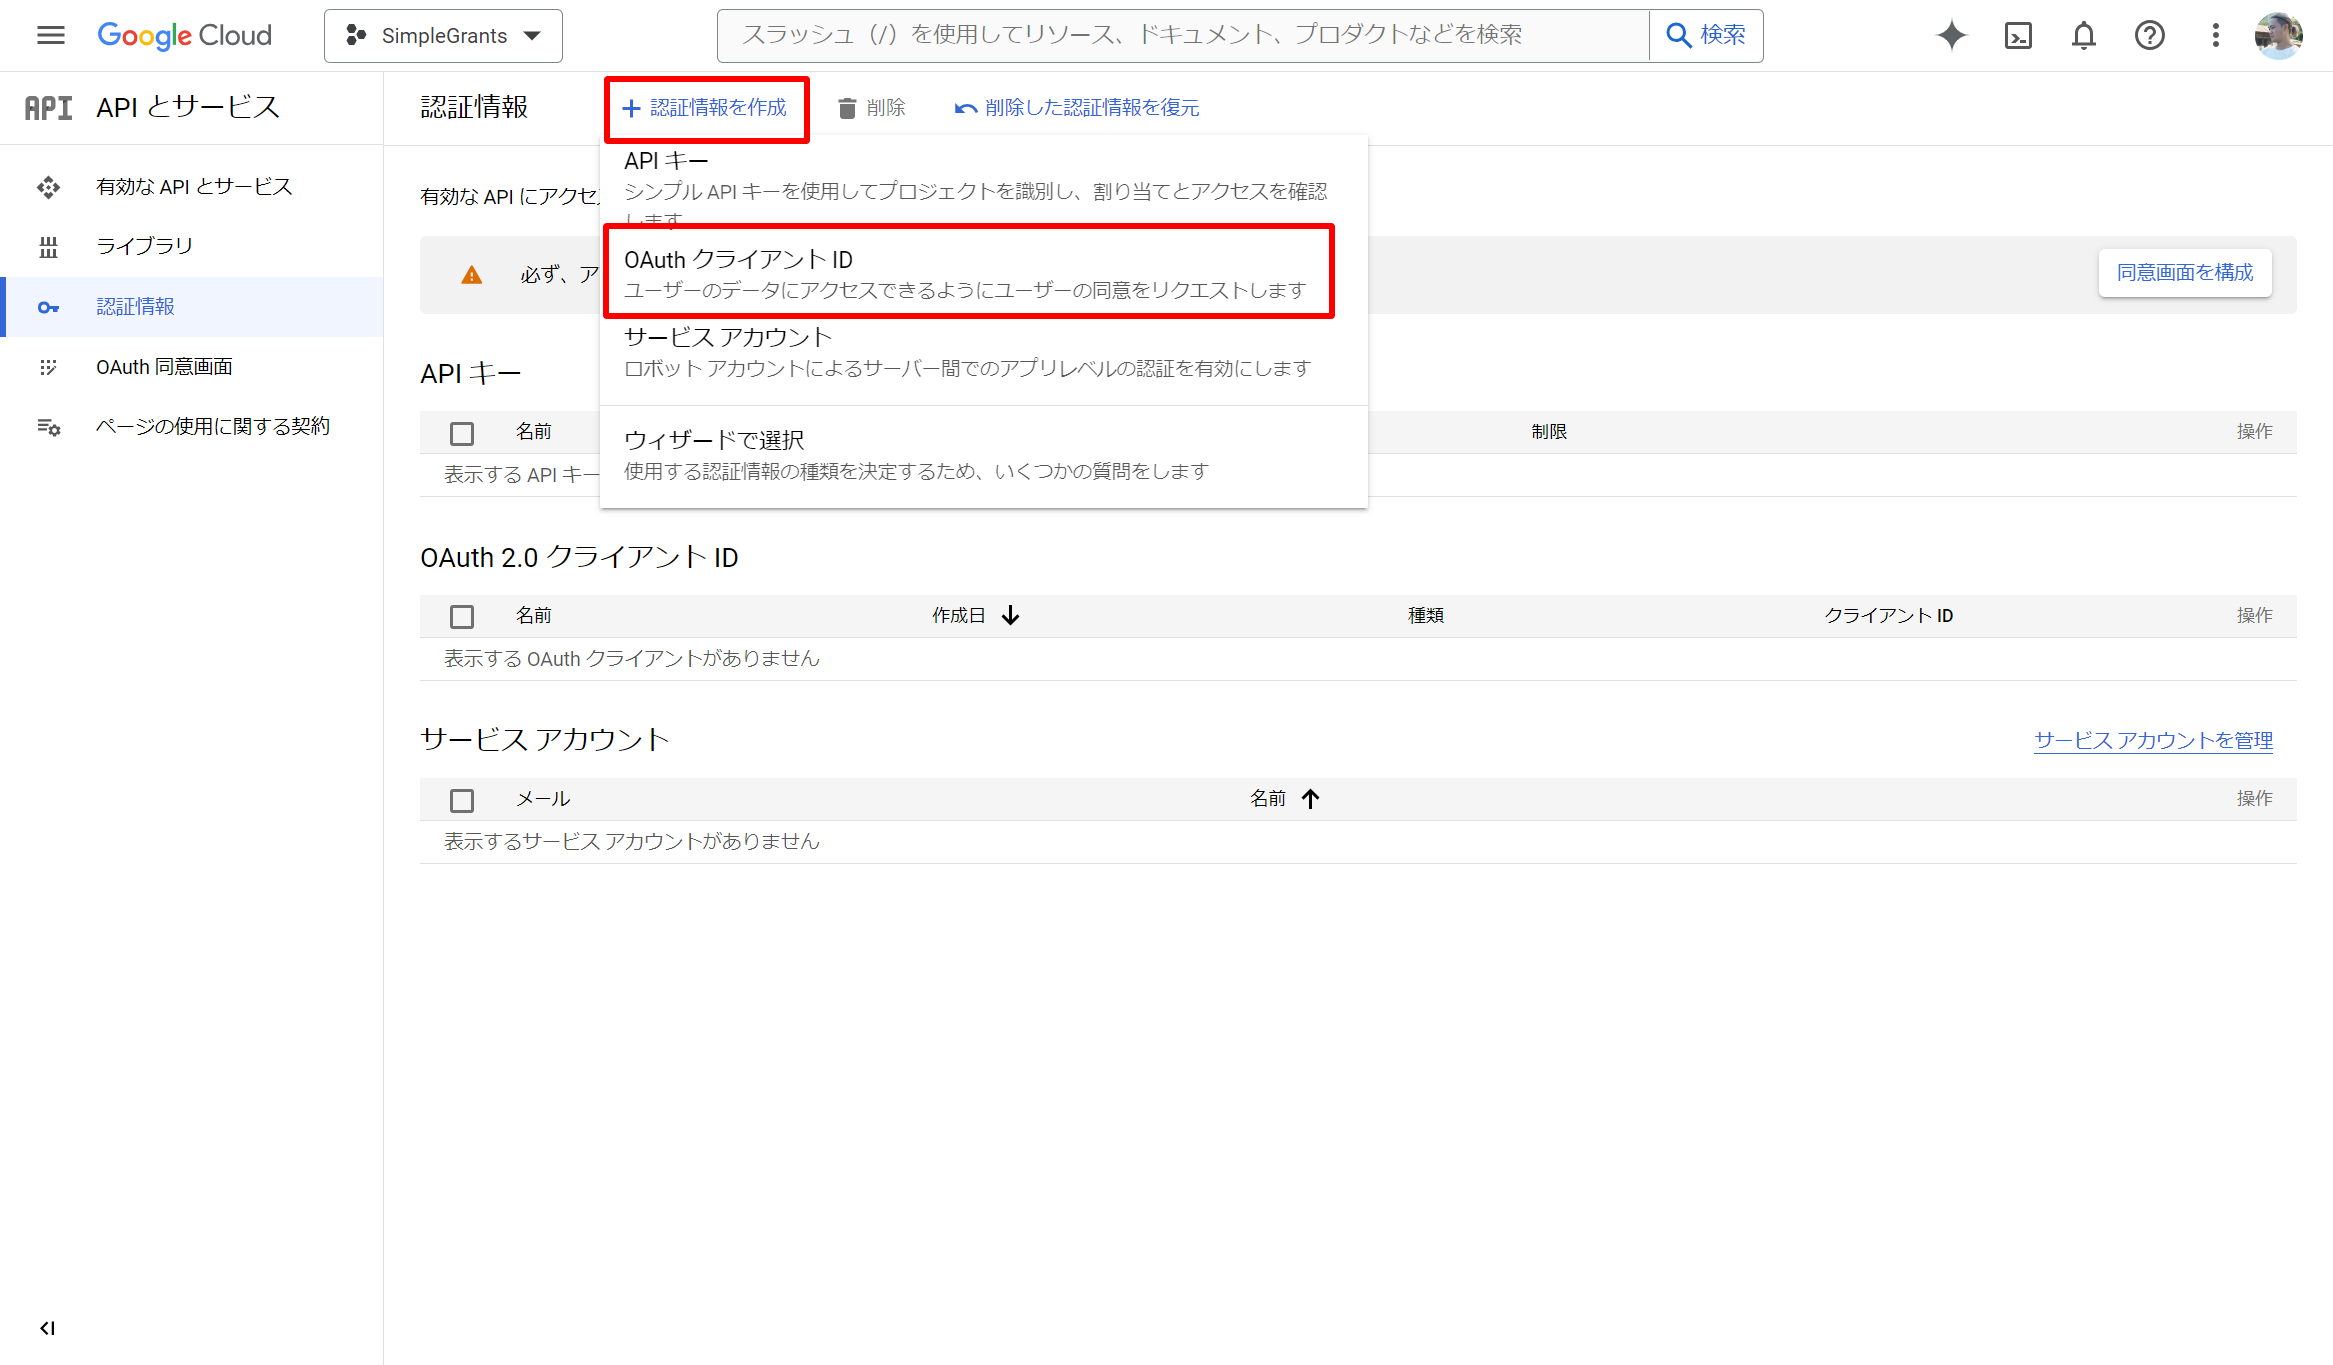 Google Cloud
SimpleGrants
スラッシュ（/）を使用してリソース、ドキュメント、プロダクトなどを検索
検索
API
API とサービス
有効な API とサービス
ライブラリ
認証情報
OAuth 同意画面
ページの使用に関する契約
認証情報
認証情報を作成
削除
削除した認証情報を復元
有効な API にアクセ
API キー
シンプル API キーを使用してプロジェクトを識別し、割り当てとアクセスを確認
します
OAuth クライアント ID
ユーザーのデータにアクセスできるようにユーザーの同意をリクエストします
サービス アカウント
ロボット アカウントによるサーバー間でのアプリレベルの認証を有効にします
ウィザードで選択
使用する認証情報の種類を決定するため、いくつかの質問をします
必ず、ア
同意画面を構成
API キー
名前
制限
操作
表示する API キー
OAuth 2.0 クライアント ID
名前
作成日
種類
クライアント ID
操作
表示する OAuth クライアントがありません
サービス アカウント
サービス アカウントを管理
メール
名前
操作
表示するサービス アカウントがありません